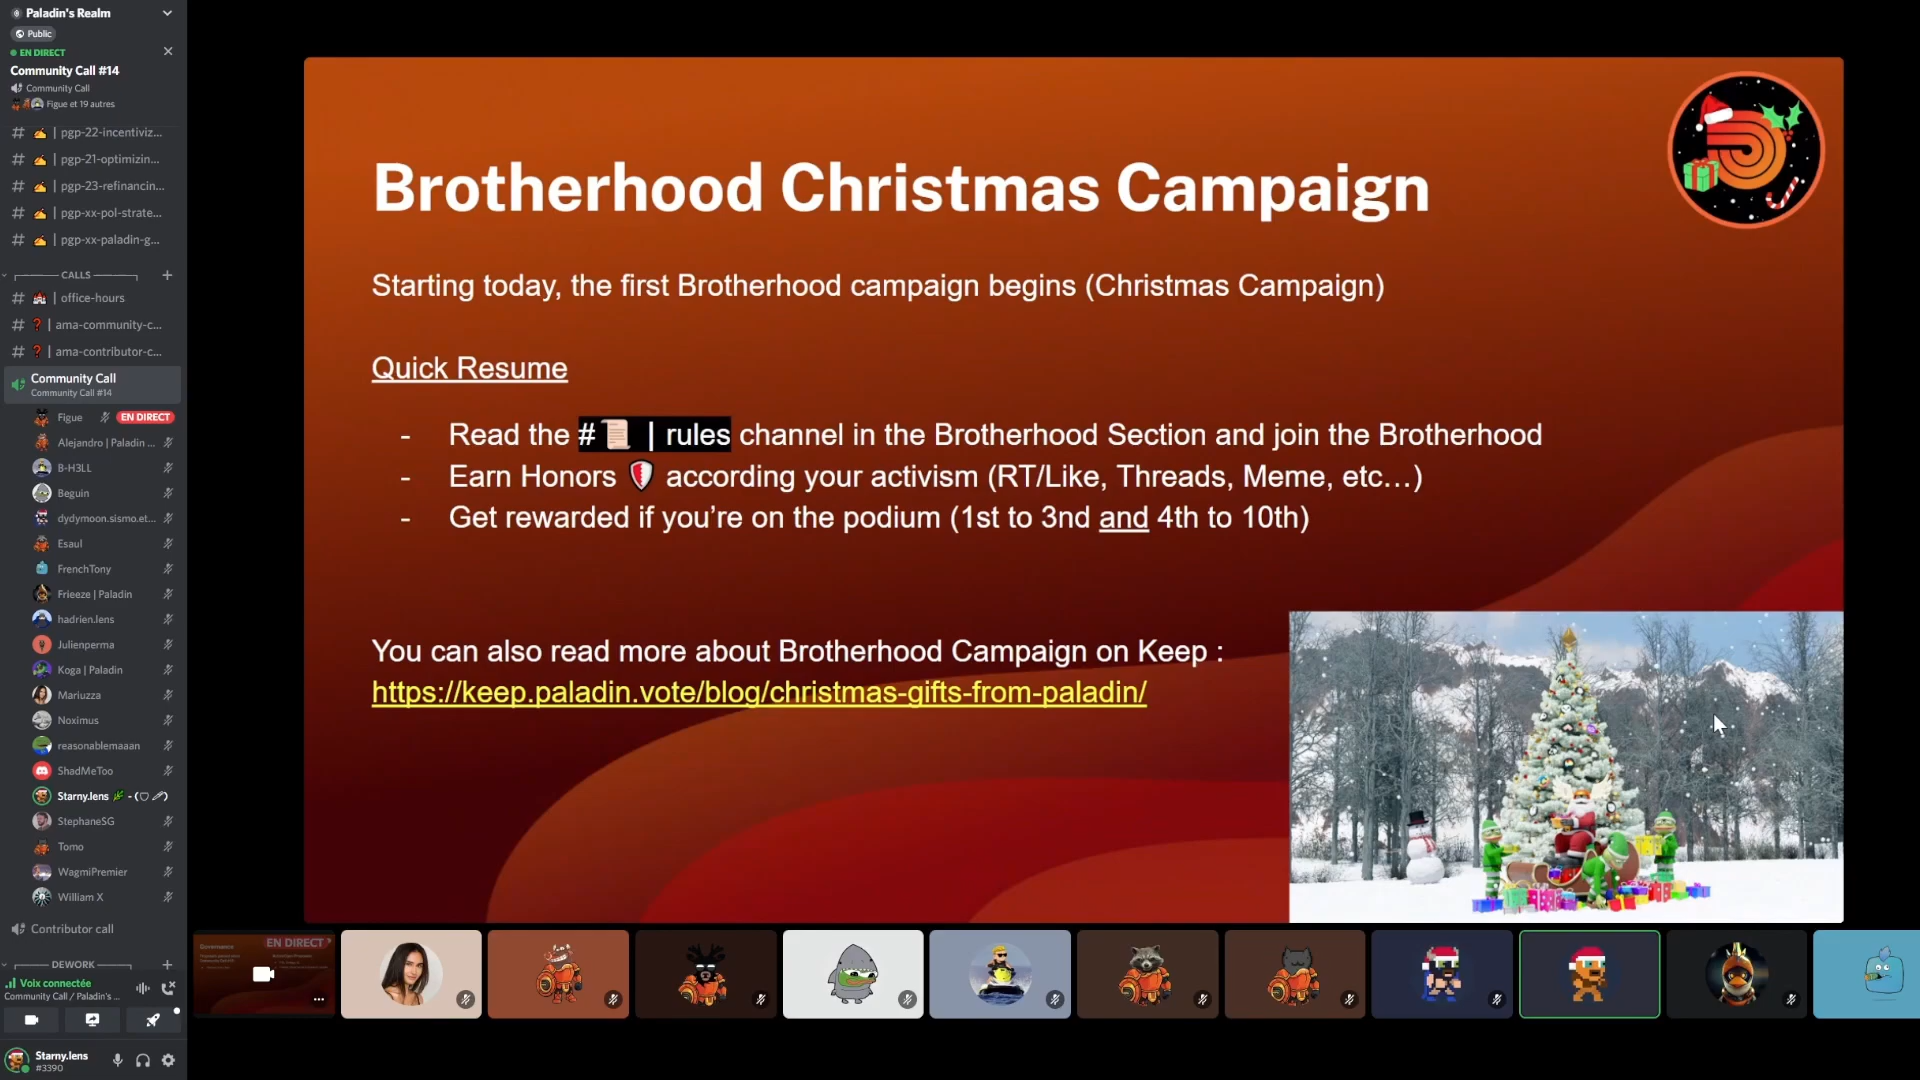 Paladin's Realm
Public
EN DIRECT
Community Call #14
Community Call
Figue et 19 autres
# ✍ | pgp-22-incentiviz...
# ✍ | pgp-21-optimizin...
# ✍ | pgp-23-refinancin...
# ✍ | pgp-xx-pol-strate...
# ✍ | pgp-xx-paladin-g...
CALLS
# 🏰 | office-hours
# ❓ | ama-community-c...
# ❓ | ama-contributor-c...
Community Call
Community Call #14
Figue EN DIRECT
Alejandro | Paladin ...
B-H3LL
Beguin
dydymoon.sismo.et...
Esaul
FrenchTony
Frieeze | Paladin
hadrien.lens
Julienperma
Koga | Paladin
Mariuzza
Noximus
reasonablemaaan
ShadMeToo
Starny.lens 🌿 - (🛡🗡)
StephaneSG
Tomo
WagmiPremier
William X
Contributor call
DEWORK
Voix connectée
Community Call / Paladin's ...
Starny.lens
#3390
Brotherhood Christmas Campaign
Starting today, the first Brotherhood campaign begins (Christmas Campaign)
Quick Resume
- Read the #📜 | rules channel in the Brotherhood Section and join the Brotherhood
- Earn Honors 🛡 according your activism (RT/Like, Threads, Meme, etc…)
- Get rewarded if you're on the podium (1st to 3nd and 4th to 10th)
You can also read more about Brotherhood Campaign on Keep :
https://keep.paladin.vote/blog/christmas-gifts-from-paladin/
Governance
EN DIRECT